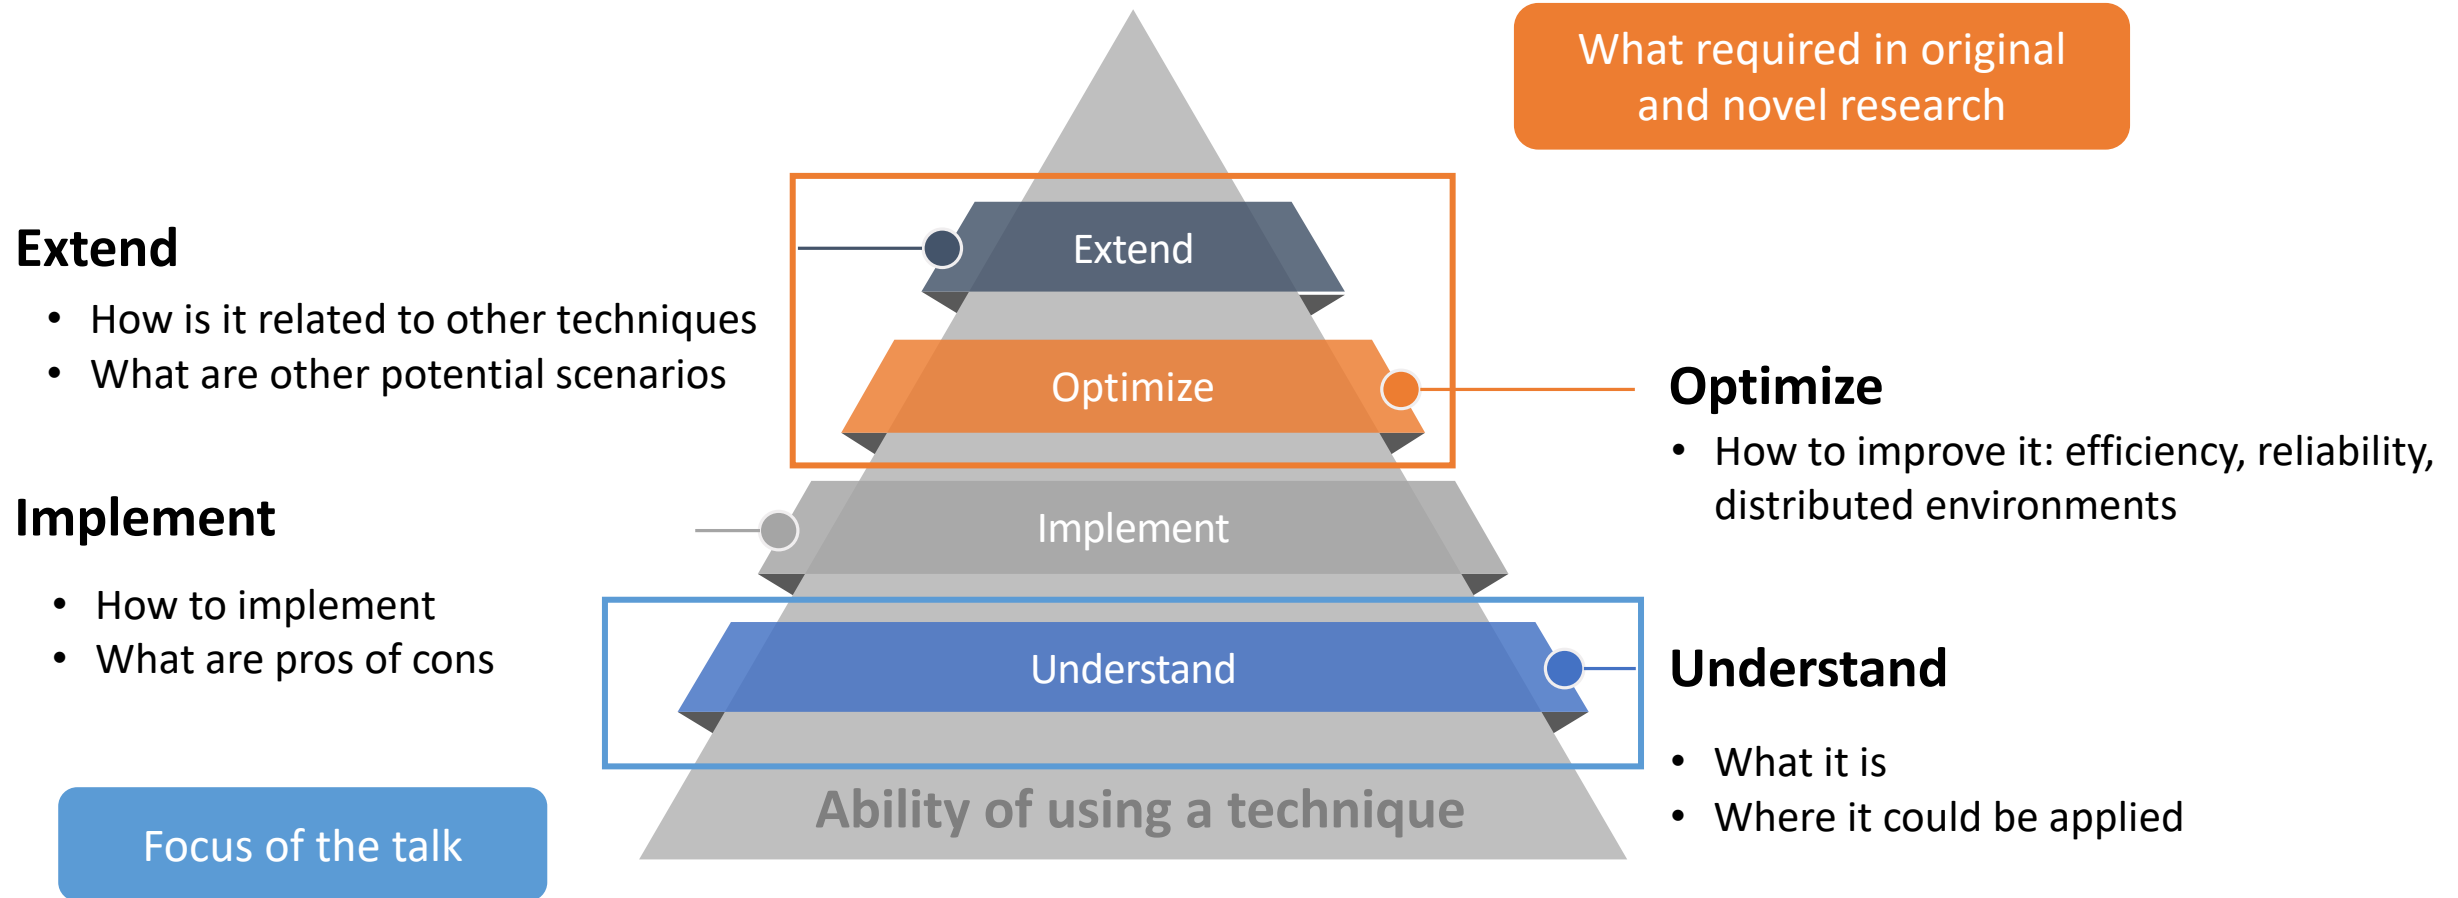 What required in original
and novel research
Extend
• How is it related to other techniques
• What are other potential scenarios
Extend
Optimize
Optimize
• How to improve it: efficiency, reliability,
distributed environments
Implement
• How to implement
• What are pros of cons
Implement
Understand
Understand
• What it is
• Where it could be applied
Ability of using a technique
Focus of the talk